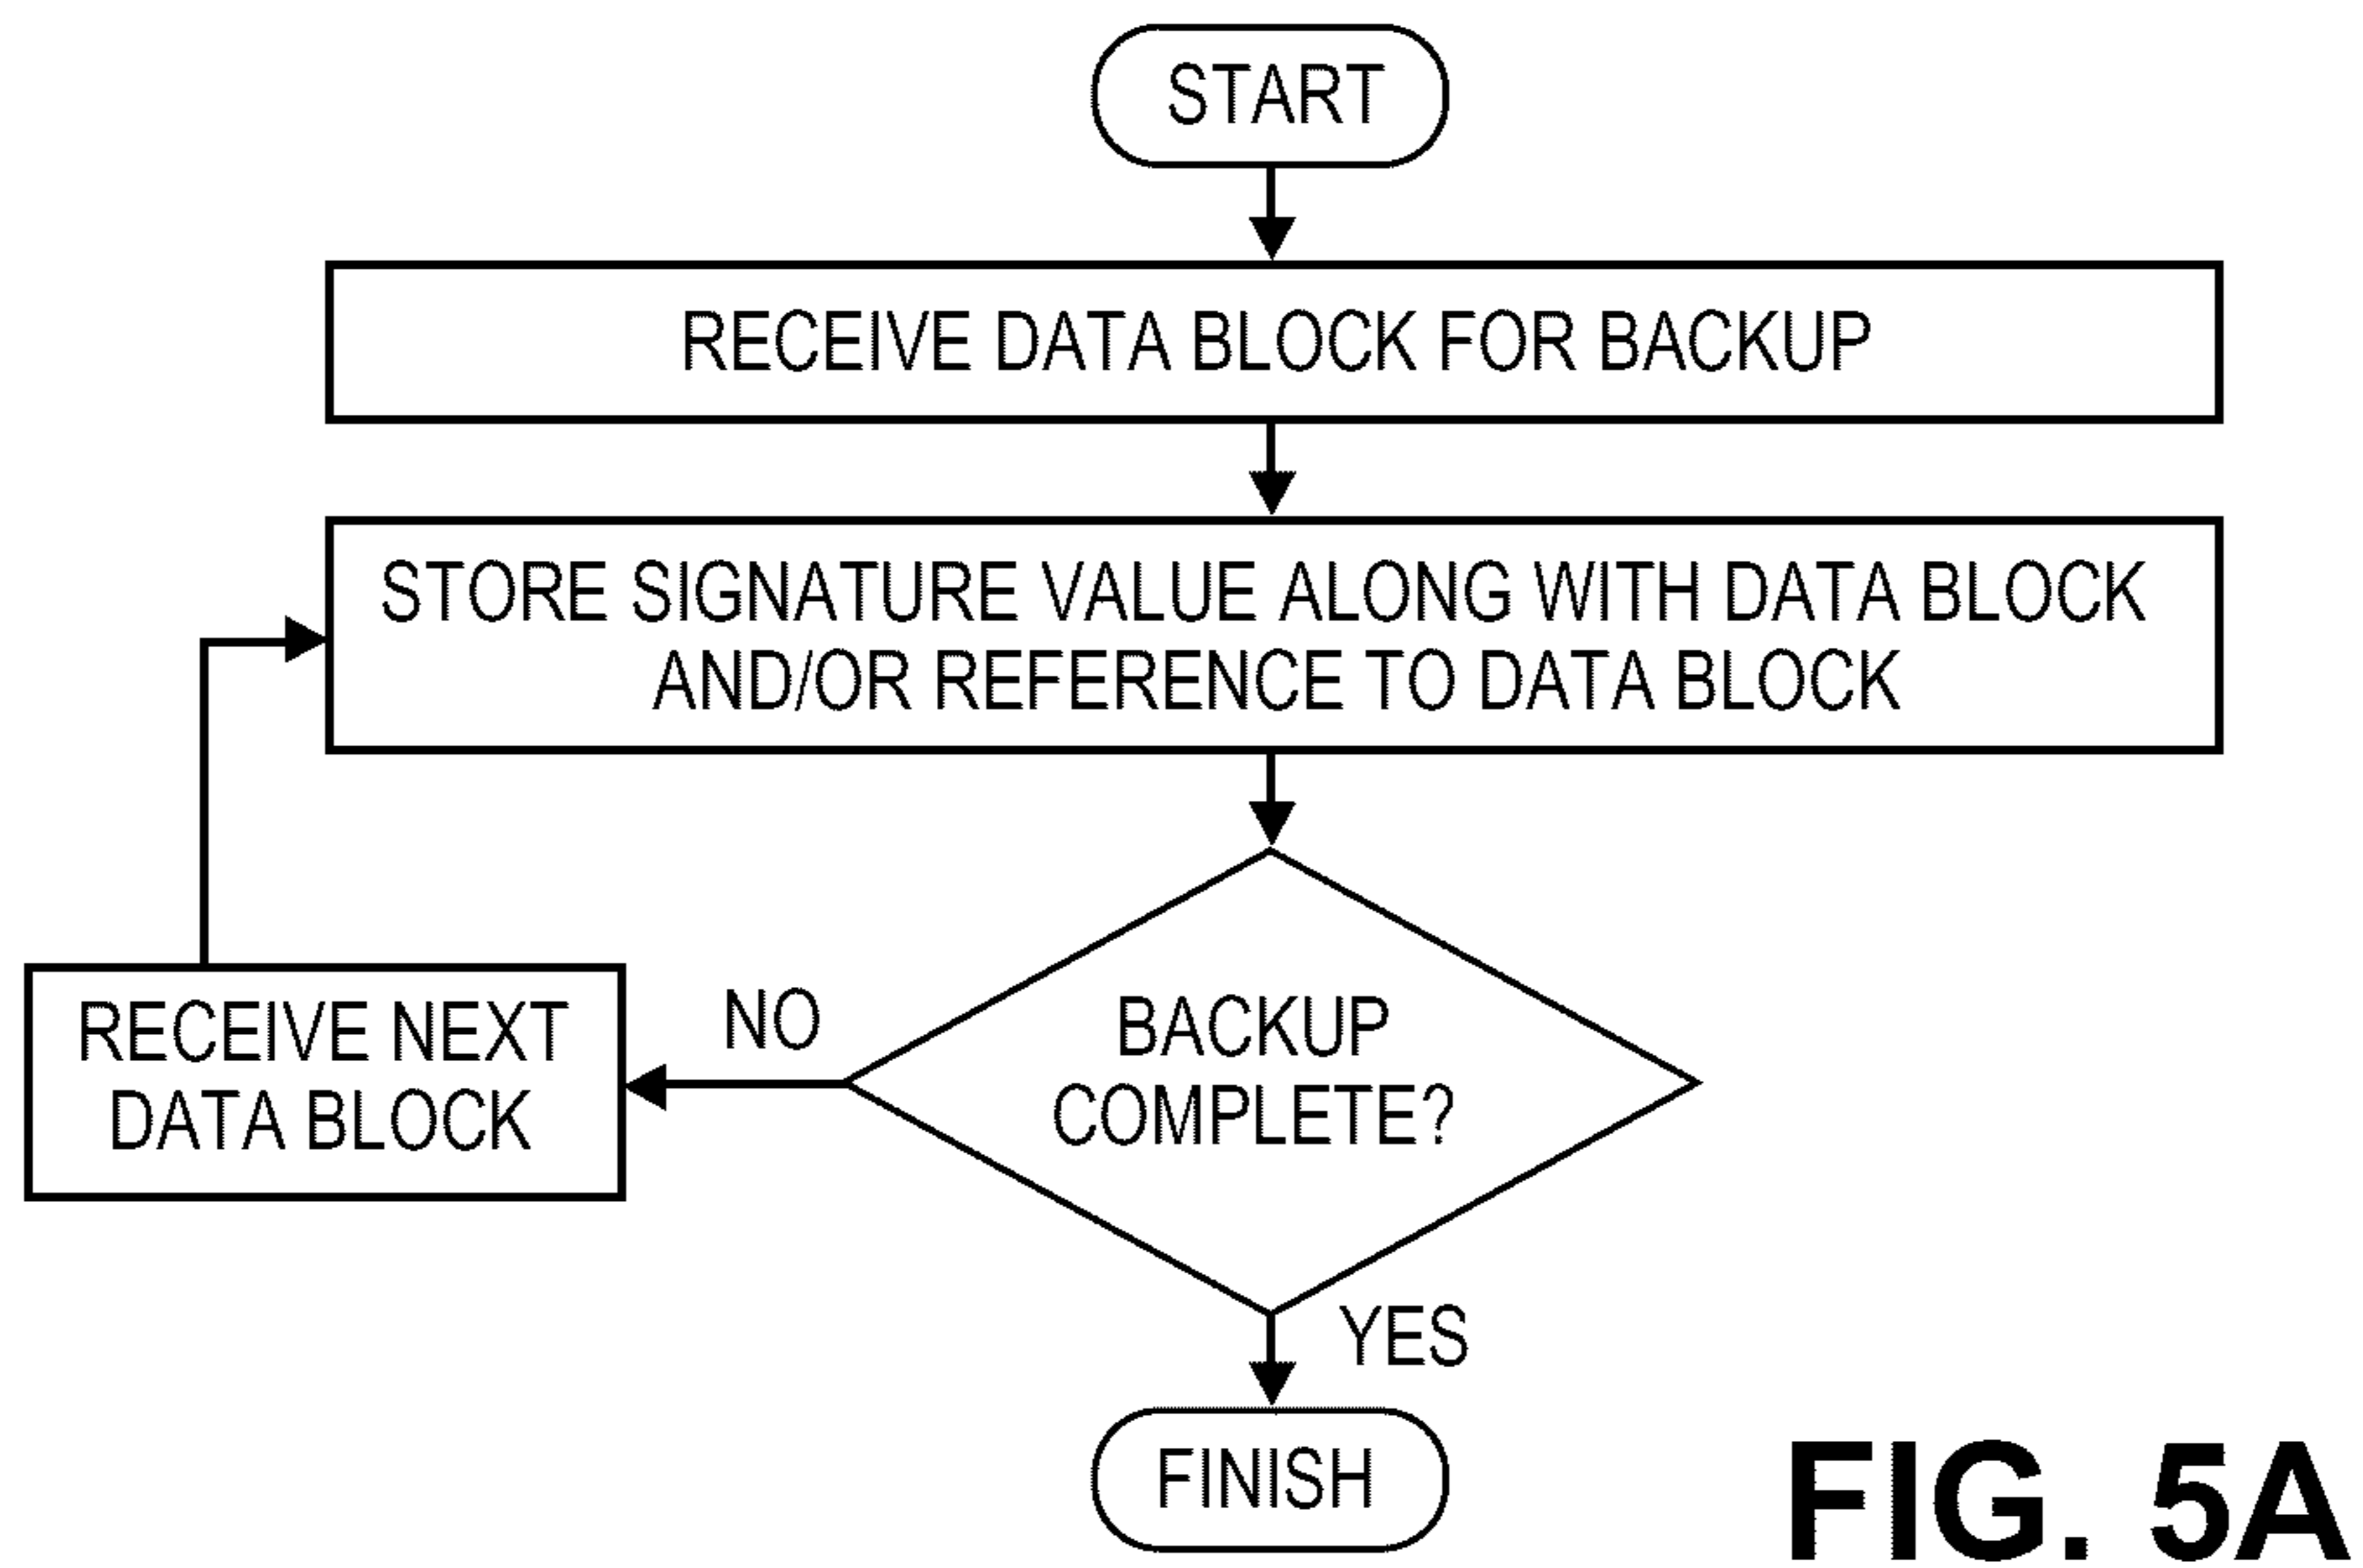 START
RECEIVE DATA BLOCK FOR BACKUP
STORE SIGNATURE VALUE ALONG WITH DATA BLOCK
AND/OR REFERENCE TO DATA BLOCK
BACKUP
COMPLETE?
NO
RECEIVE NEXT
DATA BLOCK
YES
FINISH
FIG. 5A